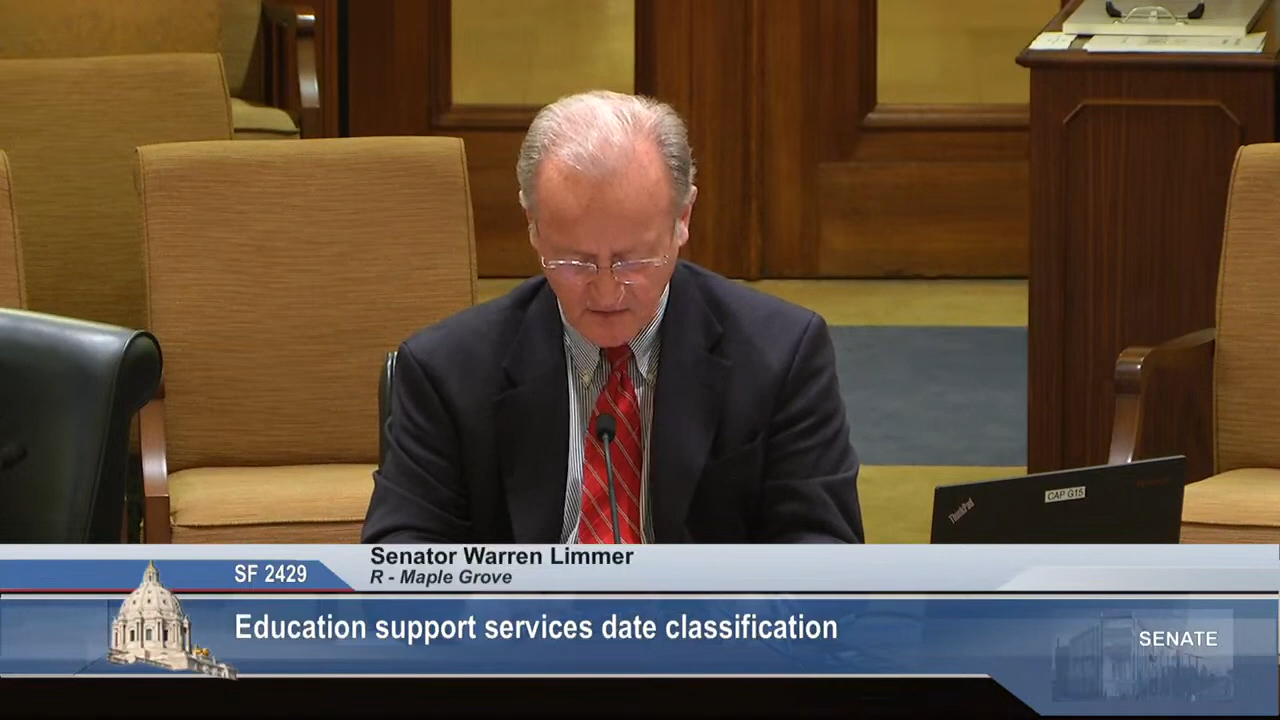 CAP G15
ThinkPad
Senator Warren Limmer
SF 2429
R - Maple Grove
Education support services date classification
SENATE